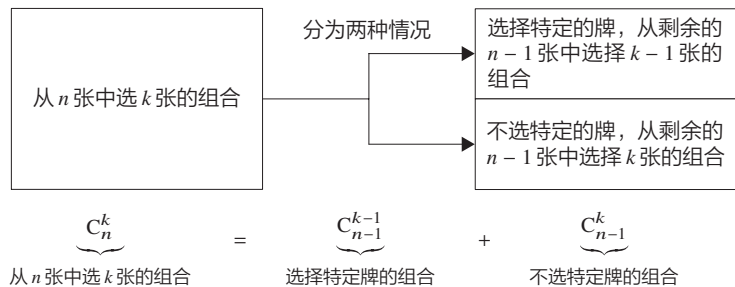 分为两种情况
从 n 张中选 k 张的组合
选择特定的牌，从剩余的
n − 1 张中选择 k − 1 张的
组合
不选特定的牌，从剩余的
n − 1 张中选择 k 张的组合
C_n^k = C_{n−1}^{k−1} + C_{n−1}^k
从 n 张中选 k 张的组合 选择特定牌的组合 不选特定牌的组合